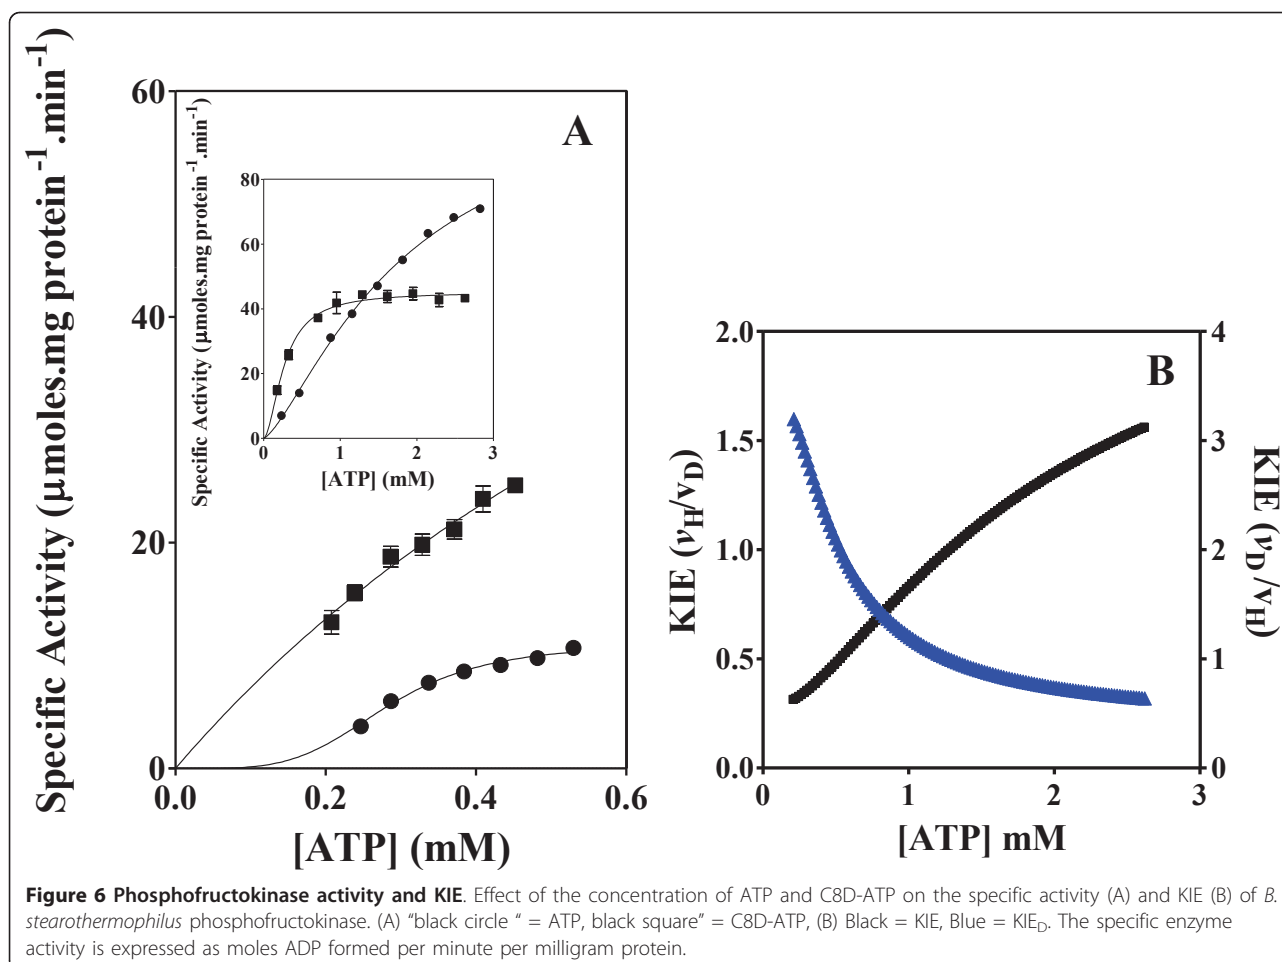 Specific Activity (µmoles.mg protein⁻¹.min⁻¹)
60
40
20
0
0.0
0.2
0.4
0.6
[ATP] (mM)
A
Specific Activity (µmoles.mg protein⁻¹.min⁻¹)
80
60
40
20
0
0
1
2
3
[ATP] (mM)
B
KIE (vH/vD)
2.0
1.5
1.0
0.5
0.0
0
1
2
3
[ATP] mM
4
3
2
1
0
KIE (vD/vH)
Figure 6 Phosphofructokinase activity and KIE. Effect of the concentration of ATP and C8D-ATP on the specific activity (A) and KIE (B) of B.
stearothermophilus phosphofructokinase. (A) “black circle “ = ATP, black square” = C8D-ATP, (B) Black = KIE, Blue = KIED. The specific enzyme
activity is expressed as moles ADP formed per minute per milligram protein.